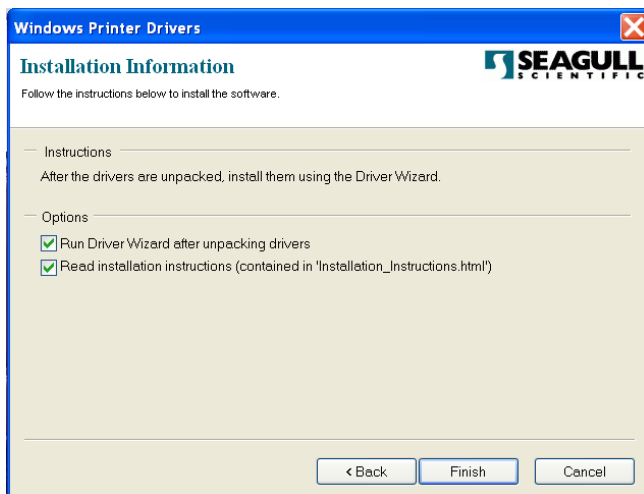 Windows Printer Drivers
Installation Information
SEAGULL
SCIENTIFIC
Follow the instructions below to install the software.
Instructions
After the drivers are unpacked, install them using the Driver Wizard.
Options
Run Driver Wizard after unpacking drivers
Read installation instructions (contained in 'Installation_Instructions.html')
< Back
Finish
Cancel